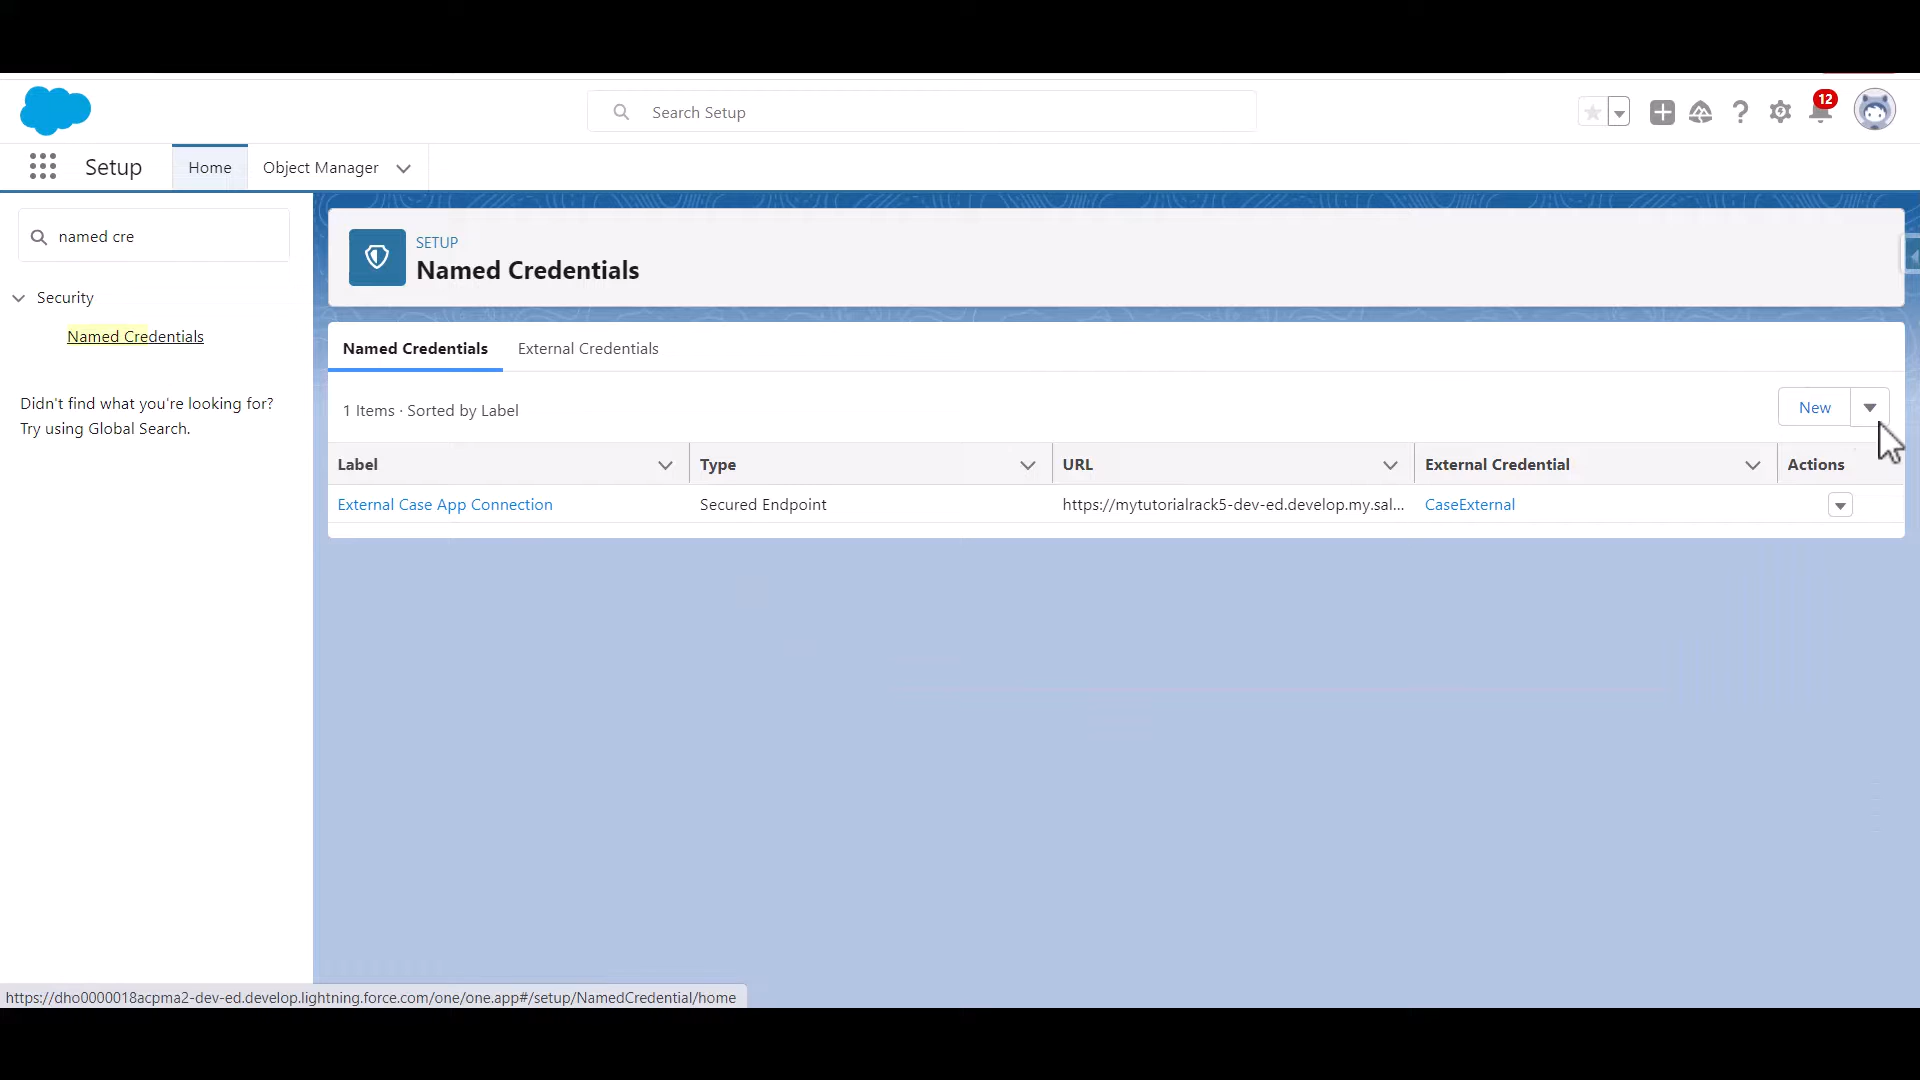 Search Setup
12
Setup
Home
Object Manager
named cre
Security
Named Credentials
Didn't find what you're looking for?
Try using Global Search.
SETUP
Named Credentials
Named Credentials
External Credentials
1 Items · Sorted by Label
New
Label
Type
URL
External Credential
Actions
External Case App Connection
Secured Endpoint
https://mytutorialrack5-dev-ed.develop.my.sal...
CaseExternal
https://dho0000018acpma2-dev-ed.develop.lightning.force.com/one/one.app#/setup/NamedCredential/home